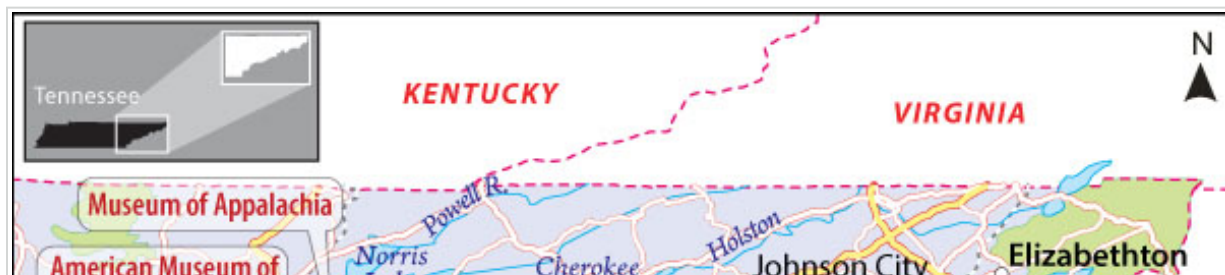 N
Tennessee
KENTUCKY
VIRGINIA
Museum of Appalachia
Powell R.
Holston
Norris
Cherokee
Johnson City
Elizabethton
American Museum of